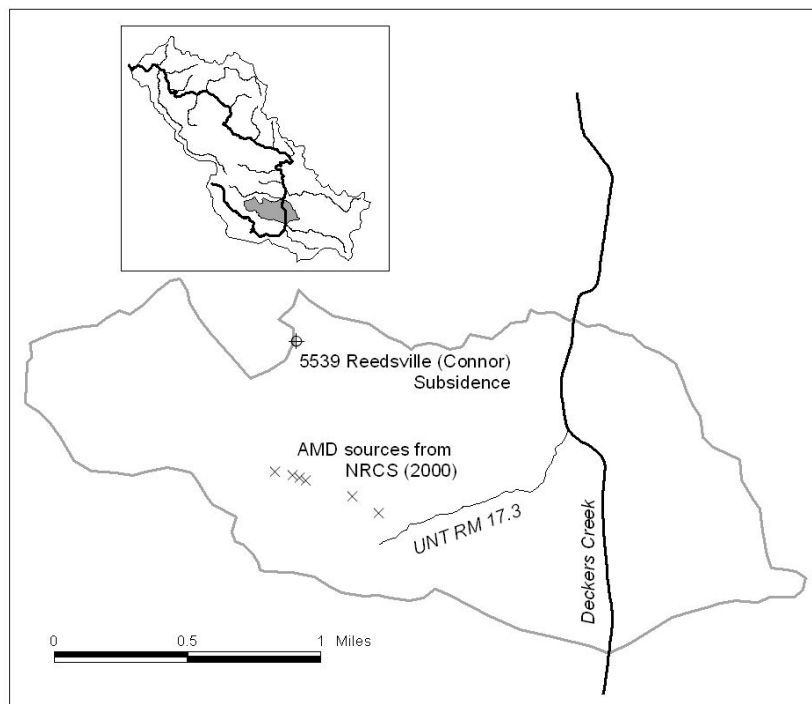 5539 Reedsville (Connor)
Subsidence
AMD sources from
NRCS (2000)
UNT RM 17.3
Deckers Creek
0 0.5 1 Miles